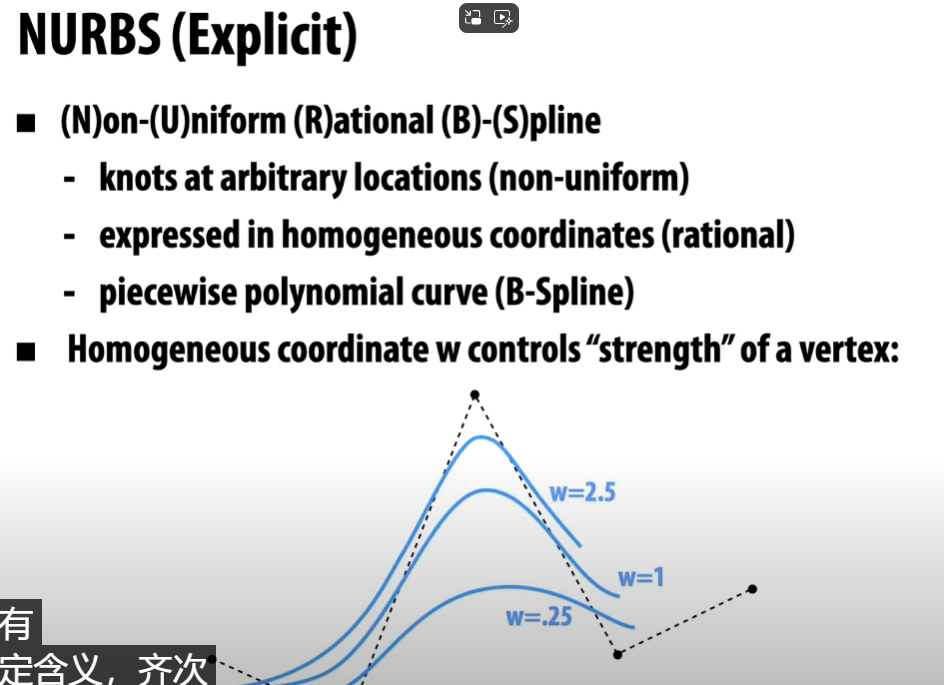 NURBS (Explicit)
■ (N)on-(U)niform (R)ational (B)-(S)pline
- knots at arbitrary locations (non-uniform)
- expressed in homogeneous coordinates (rational)
- piecewise polynomial curve (B-Spline)
■ Homogeneous coordinate w controls “strength” of a vertex:
w=2.5
w=1
w=.25
有
定含义，齐次